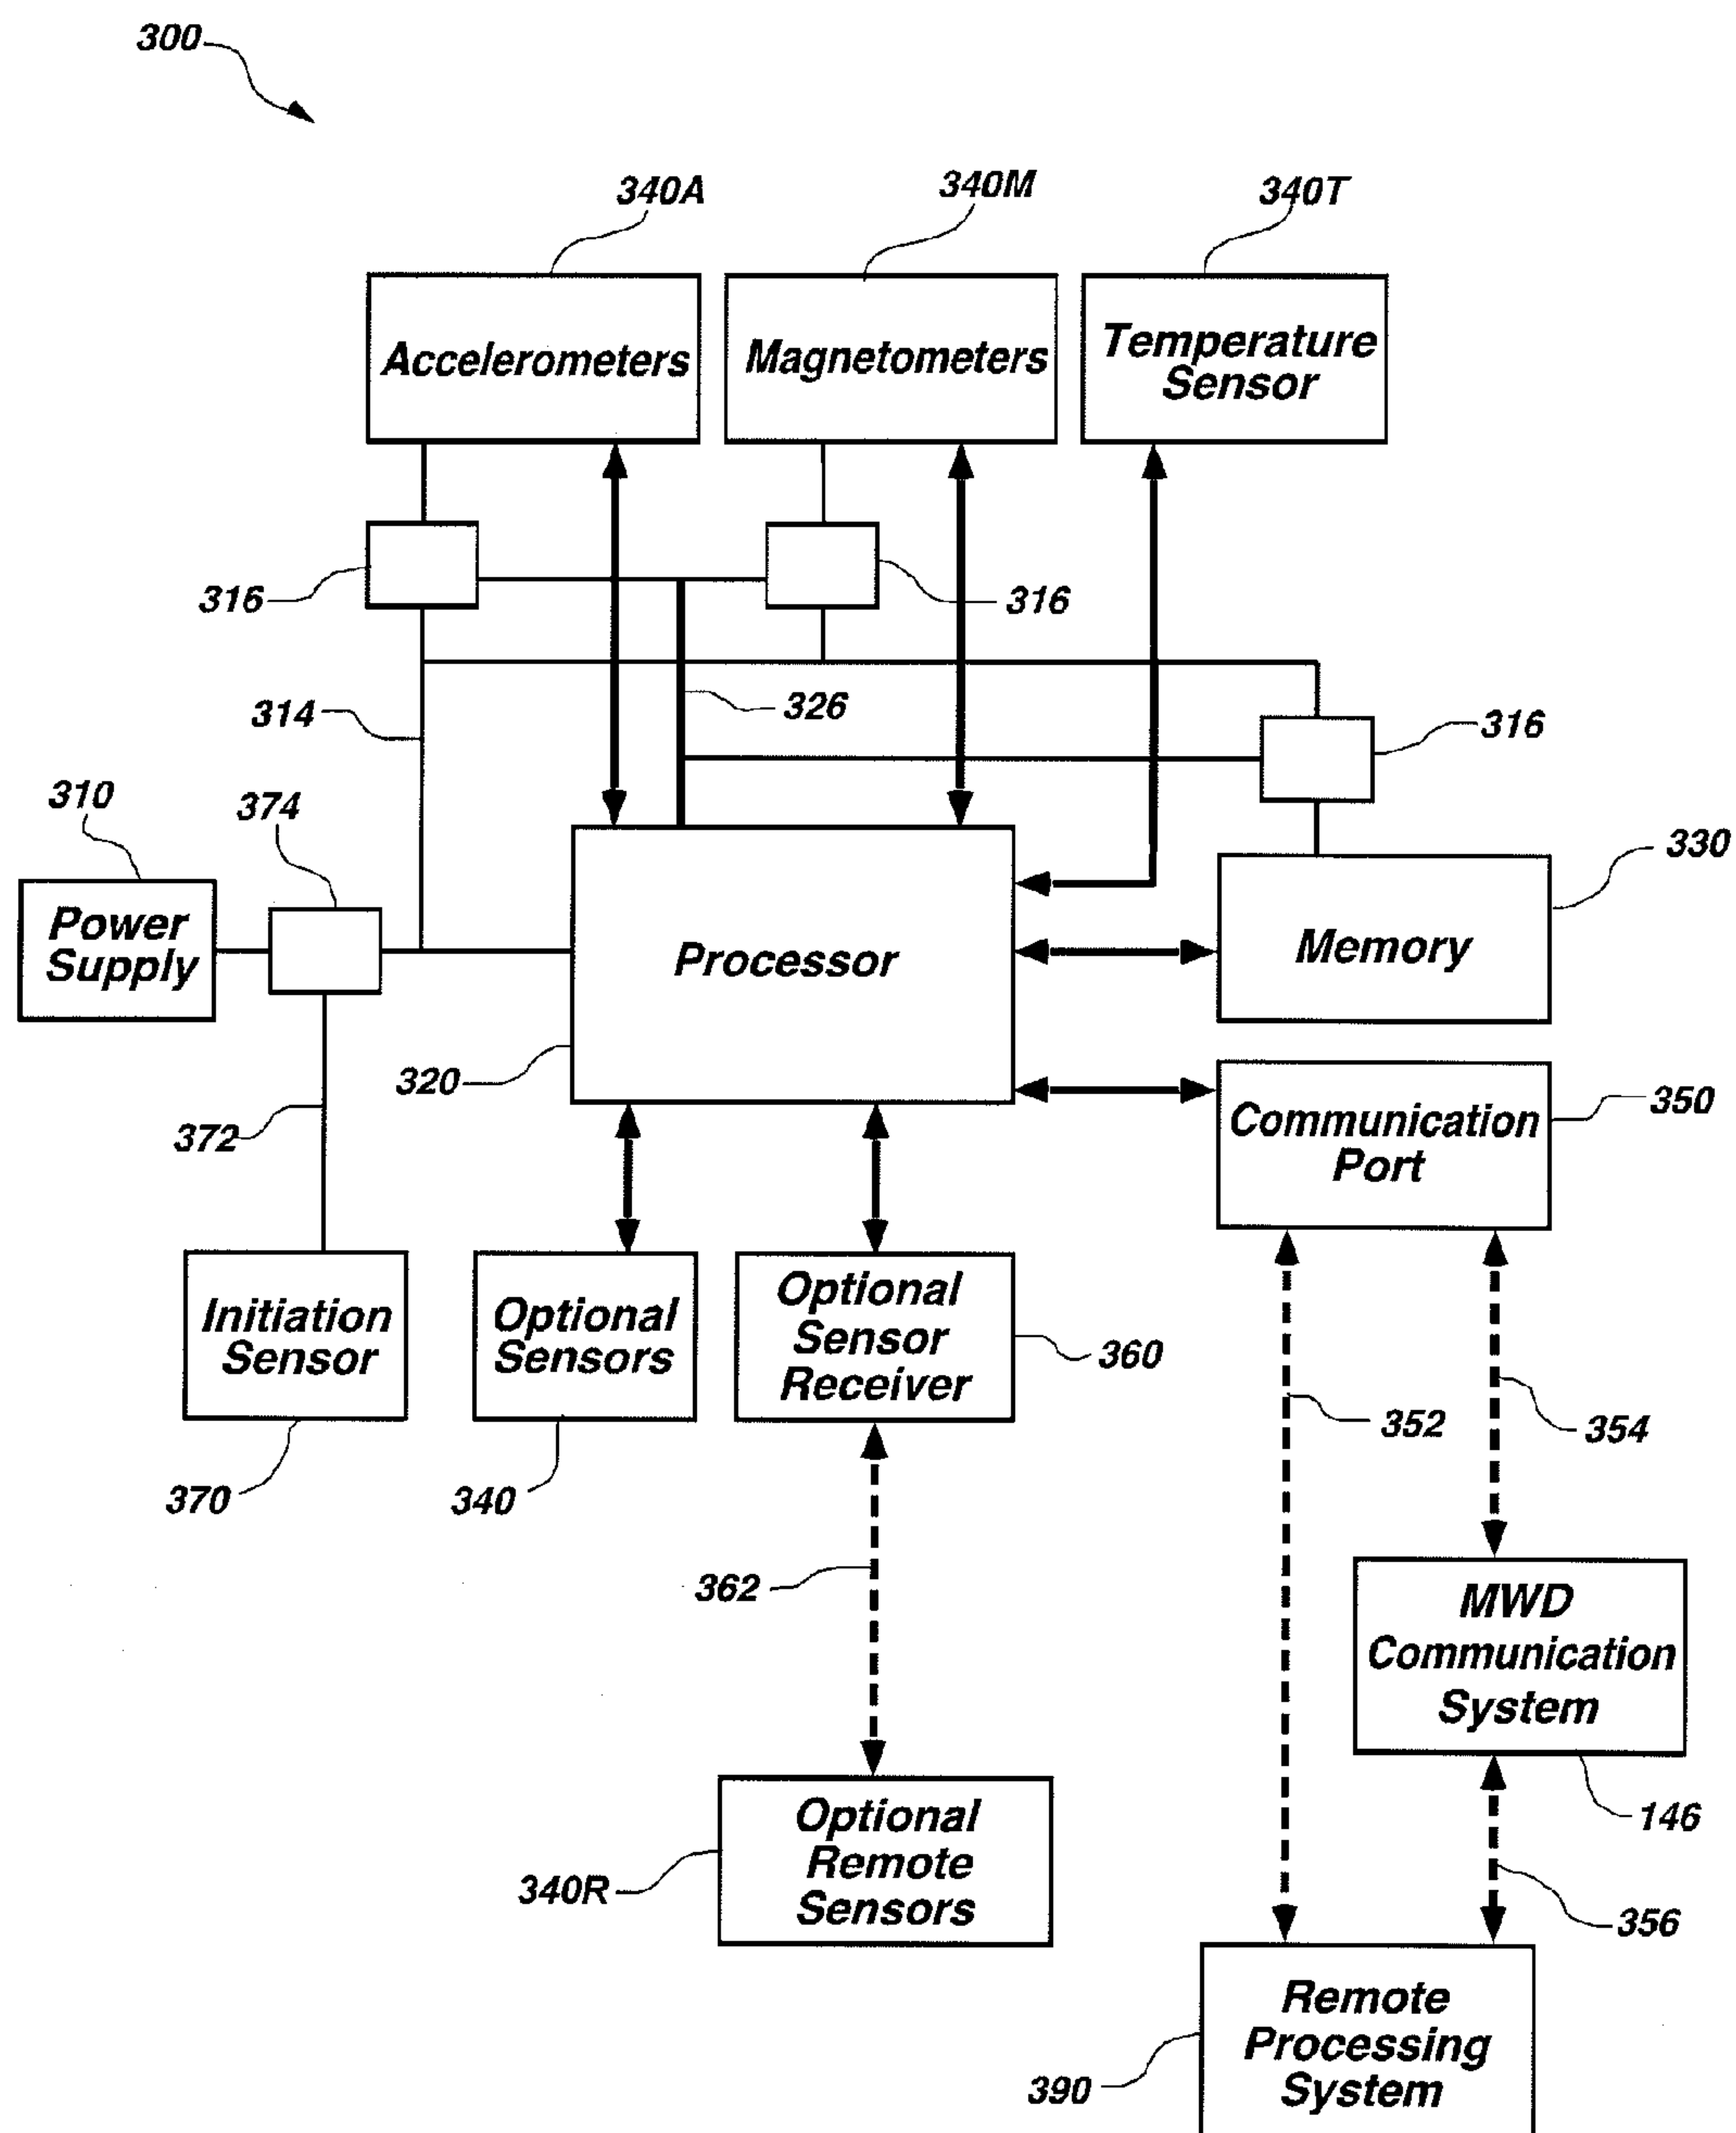 300
340A
340M
340T
Accelerometers
Magnetometers
Temperature
Sensor
316
316
314
326
316
310
374
330
Power
Supply
Processor
Memory
320
350
372
Communication
Port
Initiation
Sensor
Optional
Sensors
Optional
Sensor
Receiver
360
352
354
370
340
362
MWD
Communication
System
146
Optional
Remote
Sensors
340R
356
Remote
Processing
System
390